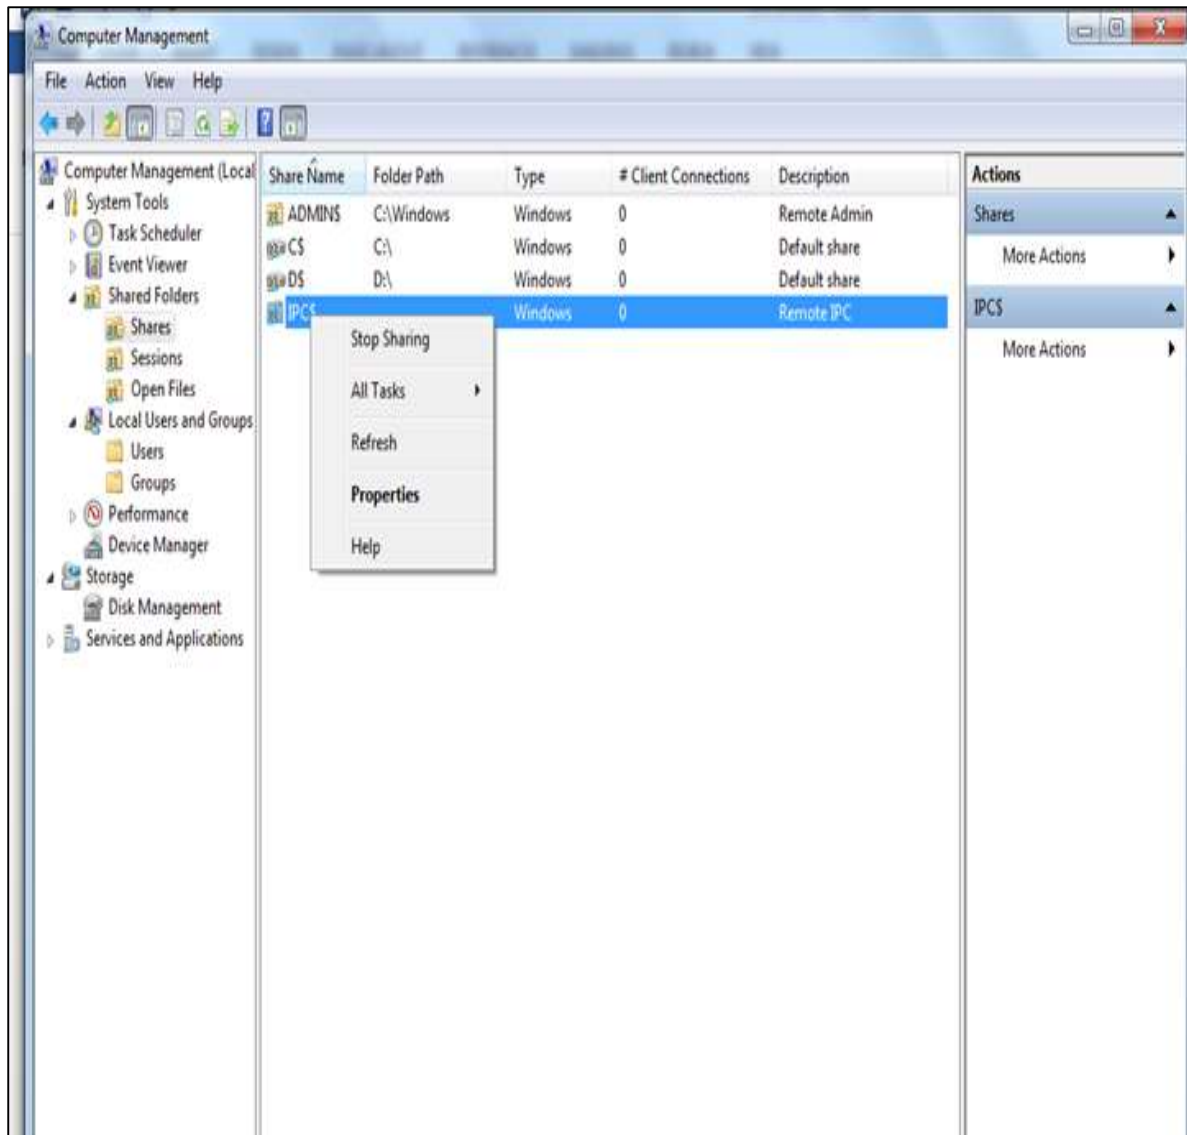 Computer Management
File Action View Help
Computer Management (Local
System Tools
Task Scheduler
Event Viewer
Shared Folders
Shares
Sessions
Open Files
Local Users and Groups
Users
Groups
Performance
Device Manager
Storage
Disk Management
Services and Applications
Share Name Folder Path Type # Client Connections Description
ADMIN$ C:\Windows Windows 0 Remote Admin
C$ C:\ Windows 0 Default share
D$ D:\ Windows 0 Default share
IPC$ Windows 0 Remote IPC
Stop Sharing
All Tasks
Refresh
Properties
Help
Actions
Shares
More Actions
IPC$
More Actions